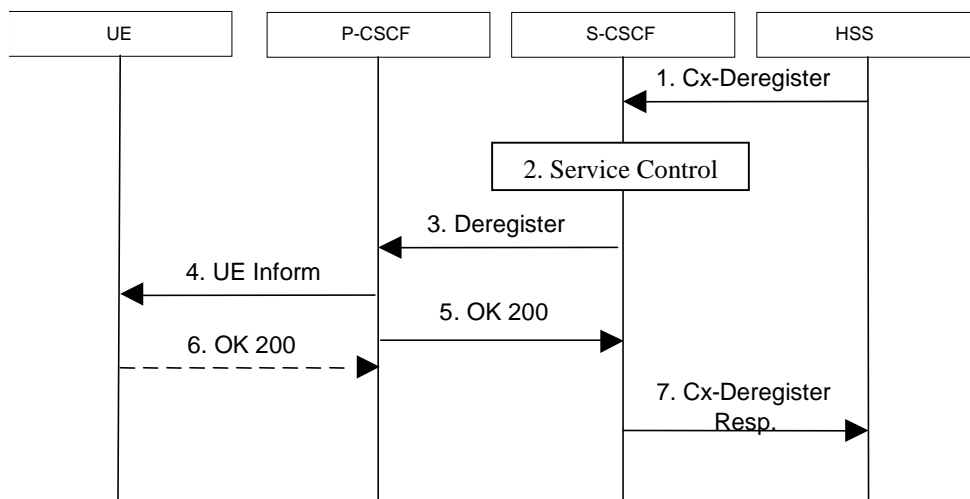 UE
P-CSCF
S-CSCF
HSS
1. Cx-Deregister
2. Service Control
3. Deregister
4. UE Inform
5. OK 200
6. OK 200
7. Cx-Deregister
Resp.